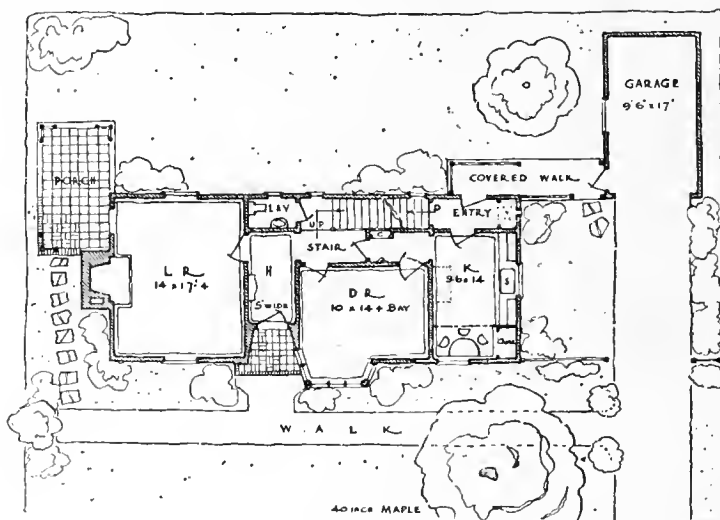 GARAGE
9'6"x17'
COVERED WALK
PORCH
LAV
UP
D
ENTRY
STAIR
C
L R
14 x 17'-4
H
5' WIDE
D R
10 x 14 + BAY
K
9'6 x 14
S
WALK
40 INCH MAPLE